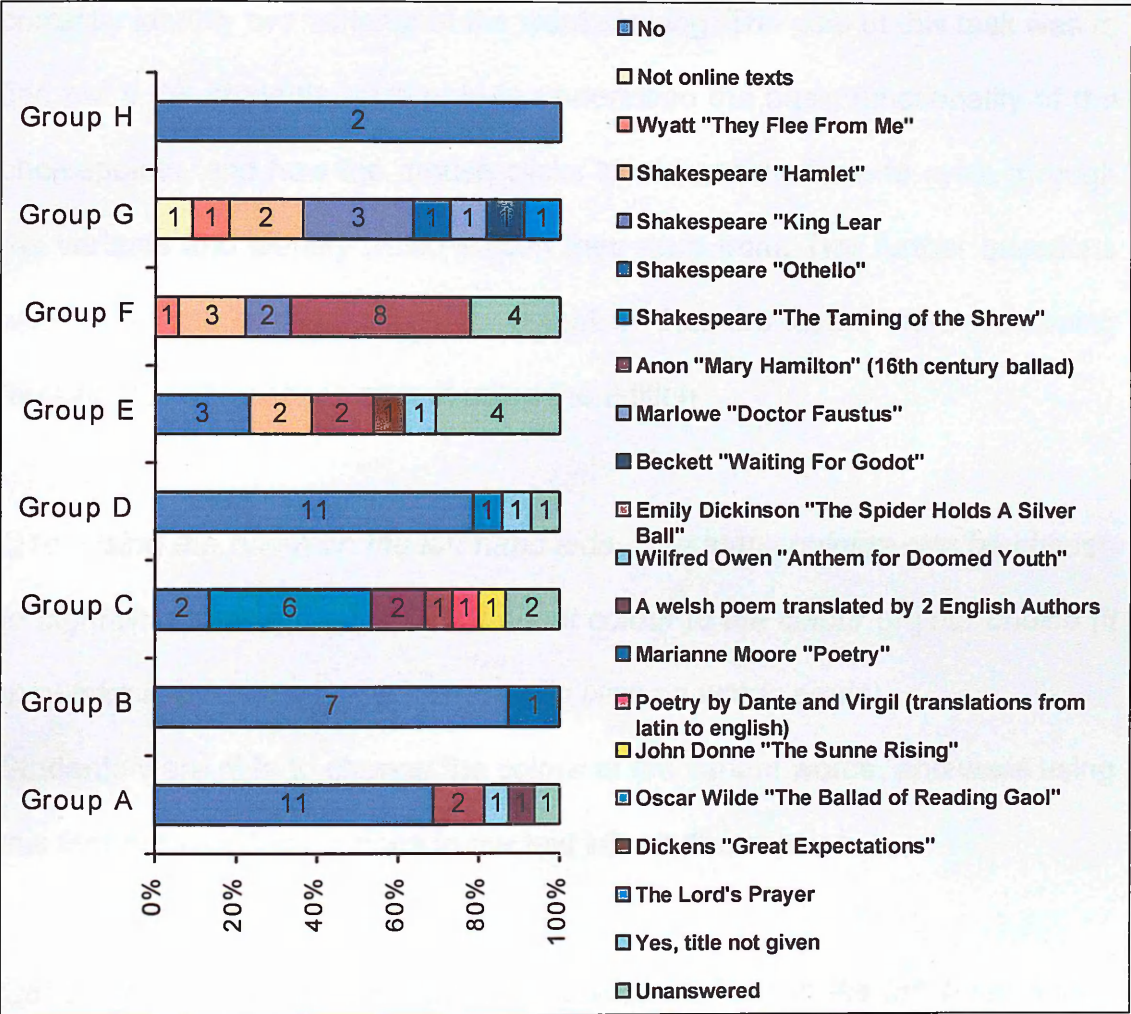 Group H
2
Group G
1 1 2 3 1 1 1 1
Group F
1 3 2 8 4
Group E
3 2 2 1 1 4
Group D
11 1 1 1
Group C
2 6 2 1 1 1 2
Group B
7 1
Group A
11 2 1 1 1
0%
20%
40%
60%
80%
100%
No
Not online texts
Wyatt "They Flee From Me"
Shakespeare "Hamlet"
Shakespeare "King Lear
Shakespeare "Othello"
Shakespeare "The Taming of the Shrew"
Anon "Mary Hamilton" (16th century ballad)
Marlowe "Doctor Faustus"
Beckett "Waiting For Godot"
Emily Dickinson "The Spider Holds A Silver
Ball"
Wilfred Owen "Anthem for Doomed Youth"
A welsh poem translated by 2 English Authors
Marianne Moore "Poetry"
Poetry by Dante and Virgil (translations from
latin to english)
John Donne "The Sunne Rising"
Oscar Wilde "The Ballad of Reading Gaol"
Dickens "Great Expectations"
The Lord's Prayer
Yes, title not given
Unanswered